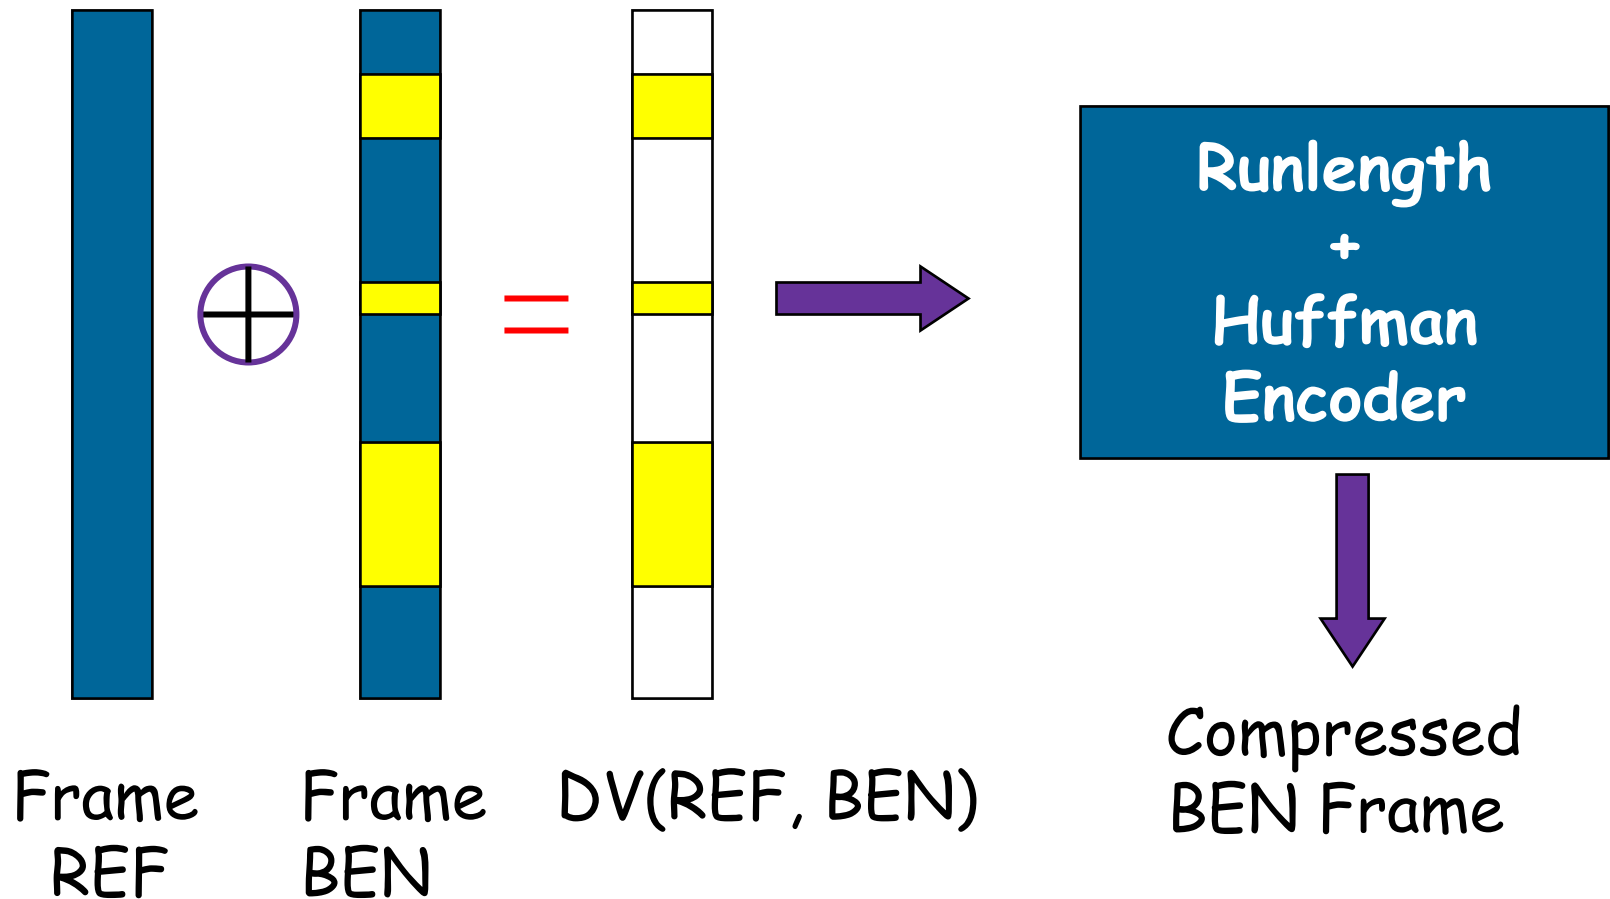 Runlength
+
Huffman
Encoder
=
Frame
REF
Frame
BEN
DV(REF, BEN)
Compressed
BEN Frame